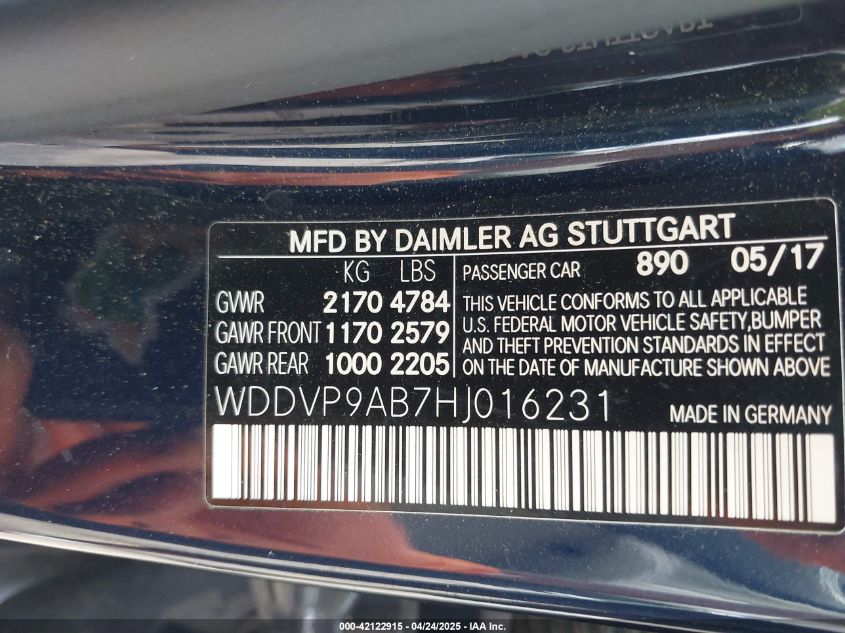 MFD BY DAIMLER AG STUTTGART
KG LBS
GVWR 2170 4784
GAWR FRONT 1170 2579
GAWR REAR 1000 2205
PASSENGER CAR 890 05/17
THIS VEHICLE CONFORMS TO ALL APPLICABLE
U.S. FEDERAL MOTOR VEHICLE SAFETY,BUMPER
AND THEFT PREVENTION STANDARDS IN EFFECT
ON THE DATE OF MANUFACTURE SHOWN ABOVE
WDDVP9AB7HJ016231 MADE IN GERMANY
000-42122915 - 04/24/2025 - IAA Inc.